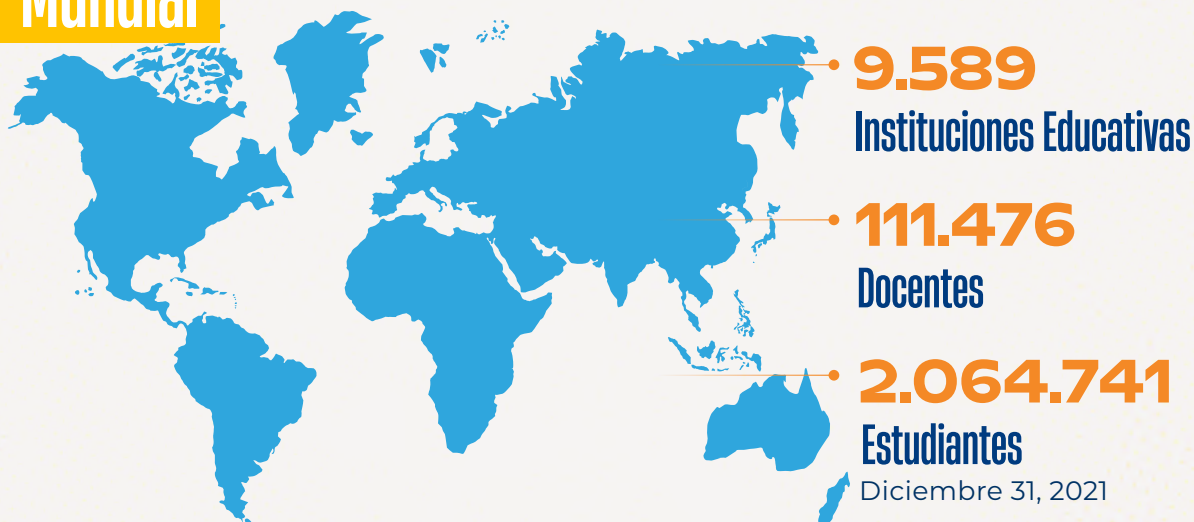 Mundial
9.589
Instituciones Educativas
111.476
Docentes
2.064.741
Estudiantes
Diciembre 31, 2021